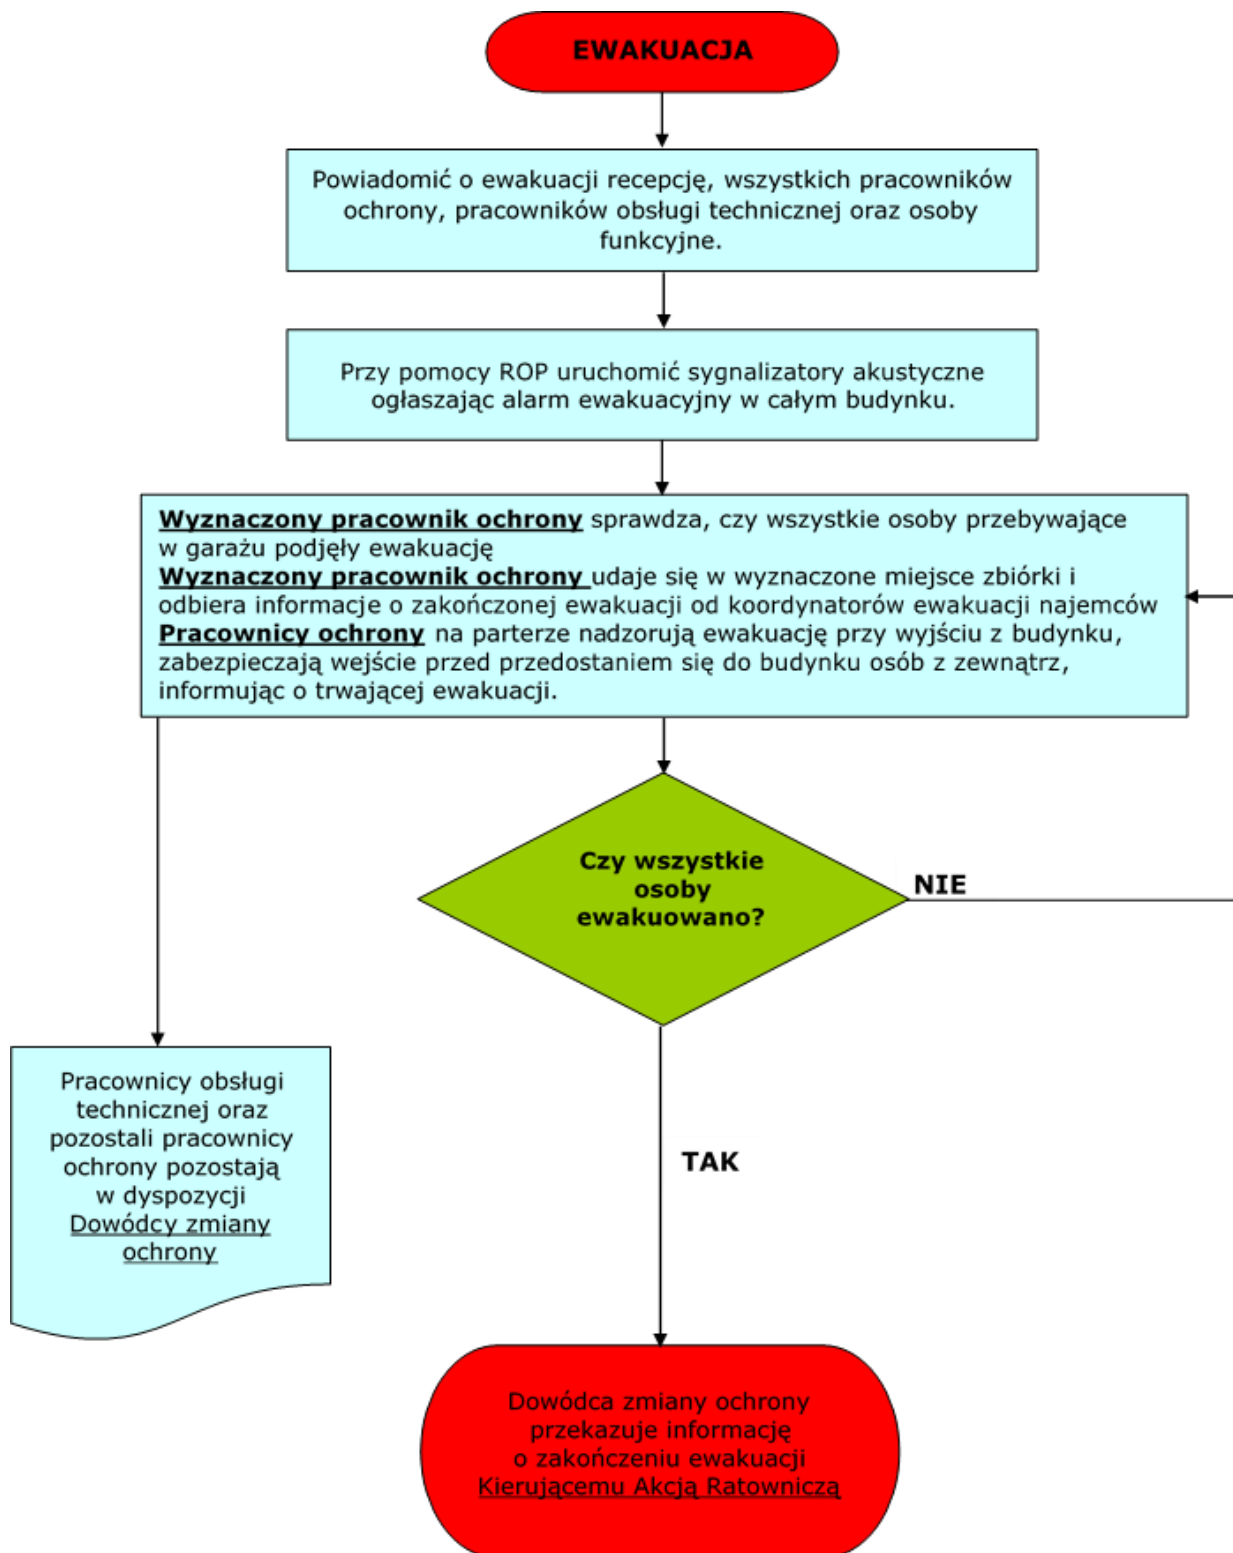 EWAKUACJA
Powiadomić o ewakuacji recepcję, wszystkich pracowników
ochrony, pracowników obsługi technicznej oraz osoby
funkcyjne.
Przy pomocy ROP uruchomić sygnalizatory akustyczne
ogłaszając alarm ewakuacyjny w całym budynku.
Wyznaczony pracownik ochrony sprawdza, czy wszystkie osoby przebywające
w garażu podjęły ewakuację
Wyznaczony pracownik ochrony udaje się w wyznaczone miejsce zbiórki i
odbiera informacje o zakończonej ewakuacji od koordynatorów ewakuacji najemców
Pracownicy ochrony na parterze nadzorują ewakuację przy wyjściu z budynku,
zabezpieczają wejście przed przedostaniem się do budynku osób z zewnątrz,
informując o trwającej ewakuacji.
Czy wszystkie
osoby
ewakuowano?
NIE
Pracownicy obsługi
technicznej oraz
pozostali pracownicy
ochrony pozostają
w dyspozycji
Dowódcy zmiany
ochrony
TAK
Dowódca zmiany ochrony
przekazuje informację
o zakończeniu ewakuacji
Kierującemu Akcją Ratowniczą